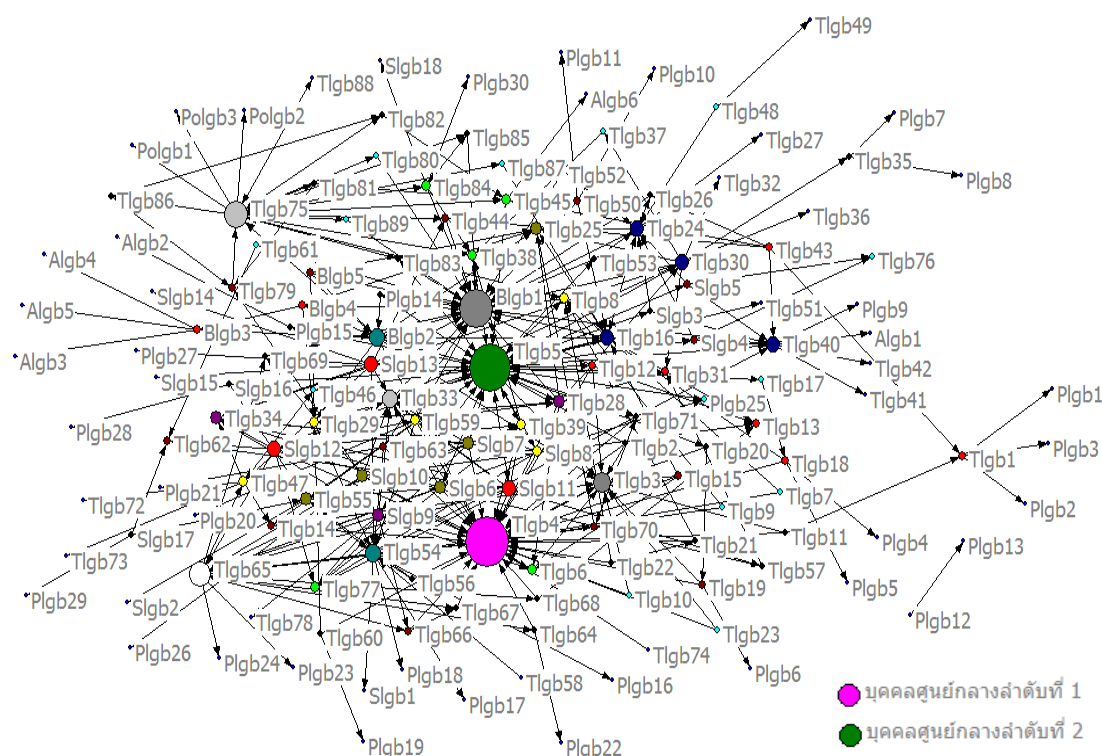 Tlgb49
Plgb11
Slgb18
Plgb10
Tlgb88
Plgb30
Algb6
Tlgb48
Polgb3
Polgb2
Tlgb82
Plgb7
Tlgb37
Tlgb85
Tlgb27
Polgb1
Tlgb80
Tlgb35
Tlgb87
Tlgb52
Plgb8
Tlgb32
Tlgb81
Tlgb84
Tlgb86
Tlgb45
Tlgb50
Tlgb26
Tlgb75
Tlgb36
Tlgb89
Tlgb44
Tlgb25
Tlgb24
Algb2
Tlgb61
Tlgb43
Algb4
Tlgb83
Tlgb38
Tlgb53
Tlgb30
Tlgb76
Blgb5
Slgb5
Slgb14
Tlgb79
Plgb14
Blgb1
Tlgb8
Algb5
Blgb4
Slgb3
Tlgb51
Plgb9
Blgb3
Plgb15
Blgb2
Tlgb16
Slgb4
Tlgb40
Algb1
Algb3
Plgb27
Tlgb69
Slgb13
Tlgb5
Tlgb12
Tlgb31
Tlgb42
Slgb15
Slgb16
Tlgb46
Tlgb17
Tlgb33
Tlgb28
Plgb25
Tlgb41
Plgb1
Tlgb34
Tlgb29
Tlgb59
Tlgb39
Tlgb71
Tlgb13
Plgb28
Tlgb62
Slgb12
Tlgb63
Slgb7
Slgb8
Tlgb2
Tlgb20
Plgb3
Tlgb1
Tlgb18
Plgb21
Tlgb47
Slgb10
Slgb6
Slgb11
Tlgb3
Tlgb15
Tlgb72
Tlgb55
Tlgb7
Plgb2
Plgb20
Slgb9
Tlgb9
Slgb17
Tlgb14
Tlgb4
Tlgb70
Tlgb21
Tlgb11
Plgb4
Plgb13
Tlgb73
Tlgb65
Tlgb54
Tlgb6
Tlgb22
Tlgb57
Plgb29
Tlgb77
Tlgb56
Tlgb19
Plgb5
Slgb2
Tlgb78
Tlgb67
Tlgb68
Tlgb10
Plgb12
Plgb26
Tlgb60
Tlgb66
Tlgb64
Tlgb23
Plgb24
Plgb23
Plgb18
Tlgb58
Plgb16
Tlgb74
Plgb6
Slgb1
Plgb17
Plgb19
Plgb22
บุคคลศูนย์กลางลำดับที่ 1
บุคคลศูนย์กลางลำดับที่ 2